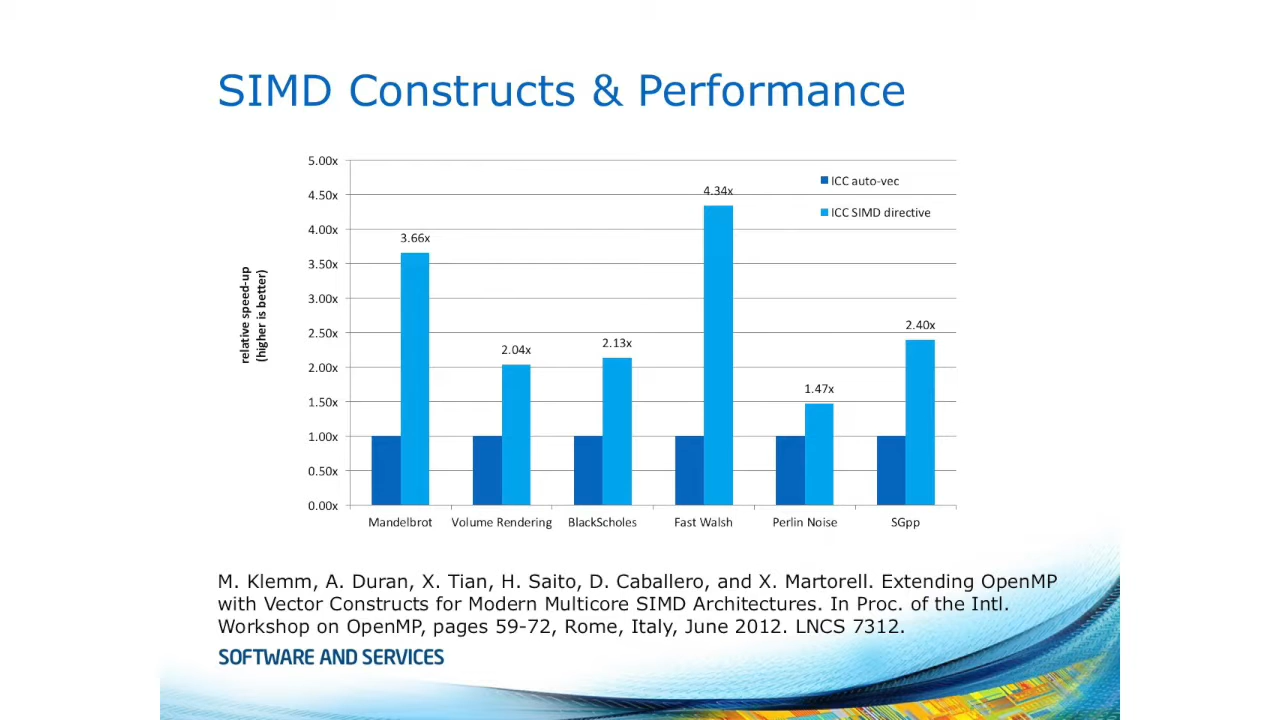 SIMD Constructs & Performance
5.00x
4.50x
4.00x
3.50x
3.00x
2.50x
2.00x
1.50x
1.00x
0.50x
0.00x
relative speed-up
(higher is better)
3.66x
2.04x
2.13x
4.34x
1.47x
2.40x
ICC auto-vec
ICC SIMD directive
Mandelbrot
Volume Rendering
BlackScholes
Fast Walsh
Perlin Noise
SGpp
M. Klemm, A. Duran, X. Tian, H. Saito, D. Caballero, and X. Martorell. Extending OpenMP
with Vector Constructs for Modern Multicore SIMD Architectures. In Proc. of the Intl.
Workshop on OpenMP, pages 59-72, Rome, Italy, June 2012. LNCS 7312.
SOFTWARE AND SERVICES